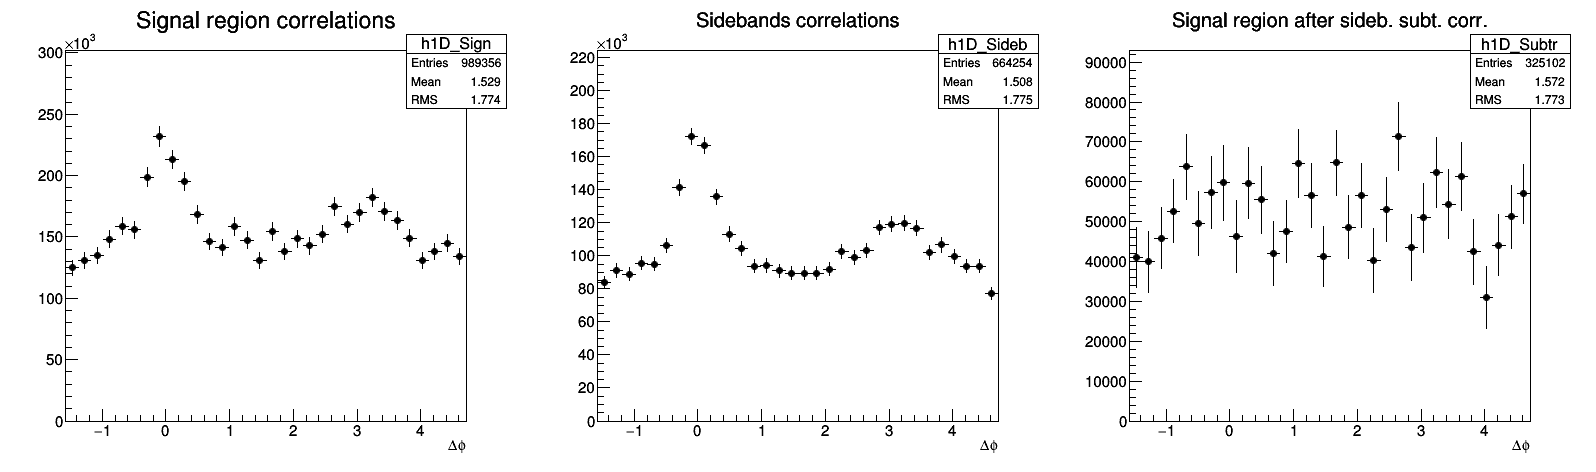 Signal region correlations
×10³
h1D_Sign
Entries 989356
Mean 1.529
RMS 1.774
300
250
200
150
100
50
0
−1 0 1 2 3 4
Δϕ
Sidebands correlations
×10³
h1D_Sideb
Entries 664254
Mean 1.508
RMS 1.775
220
200
180
160
140
120
100
80
60
40
20
0
−1 0 1 2 3 4
Δϕ
Signal region after sideb. subt. corr.
h1D_Subtr
Entries 325102
Mean 1.572
RMS 1.773
90000
80000
70000
60000
50000
40000
30000
20000
10000
0
−1 0 1 2 3 4
Δϕ